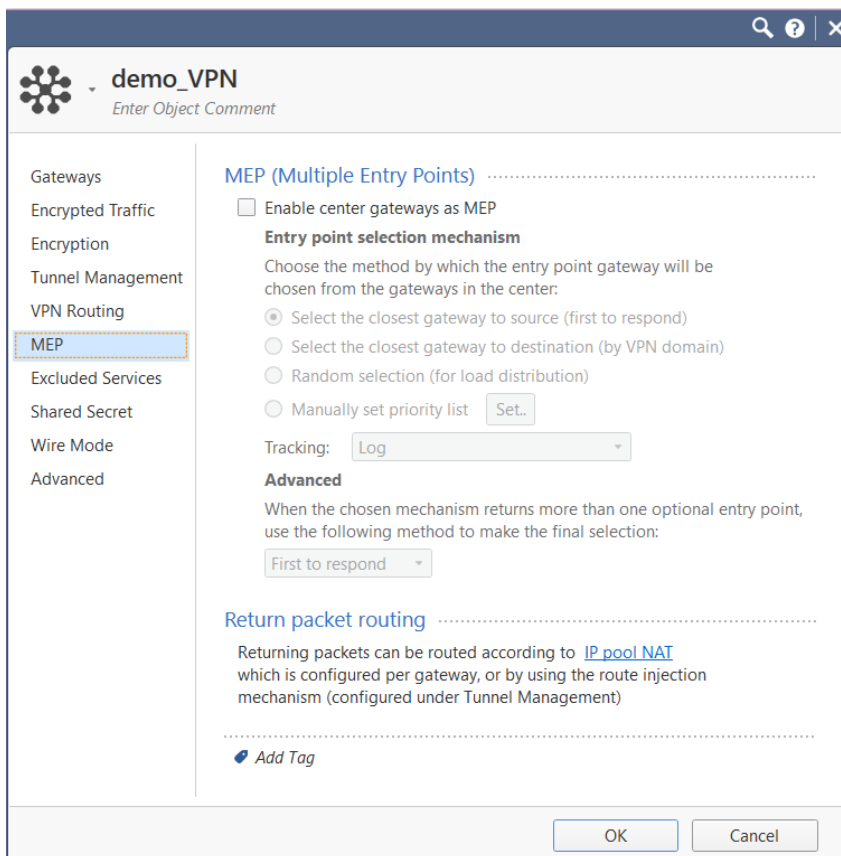 demo_VPN
Enter Object Comment
Gateways
Encrypted Traffic
Encryption
Tunnel Management
VPN Routing
MEP
Excluded Services
Shared Secret
Wire Mode
Advanced
MEP (Multiple Entry Points)
Enable center gateways as MEP
Entry point selection mechanism
Choose the method by which the entry point gateway will be
chosen from the gateways in the center:
Select the closest gateway to source (first to respond)
Select the closest gateway to destination (by VPN domain)
Random selection (for load distribution)
Manually set priority list Set..
Tracking: Log
Advanced
When the chosen mechanism returns more than one optional entry point,
use the following method to make the final selection:
First to respond
Return packet routing
Returning packets can be routed according to IP pool NAT
which is configured per gateway, or by using the route injection
mechanism (configured under Tunnel Management)
Add Tag
OK Cancel